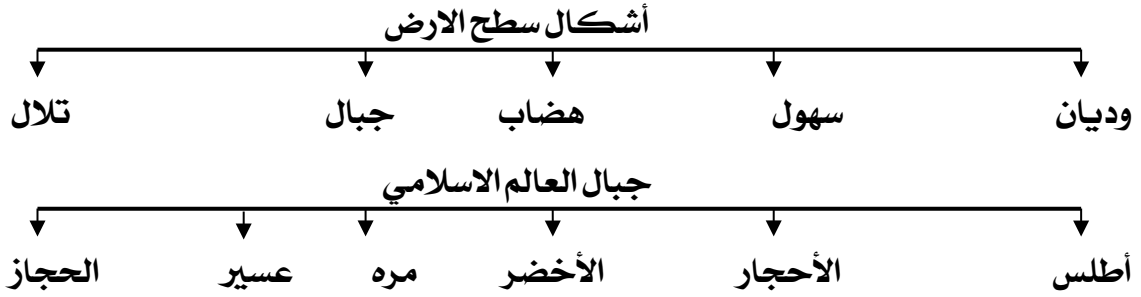 أشكال سطح الارض
وديان سهول هضاب جبال تلال
جبال العالم الاسلامي
أطلس الأحجار الأخضر مره عسير الحجاز